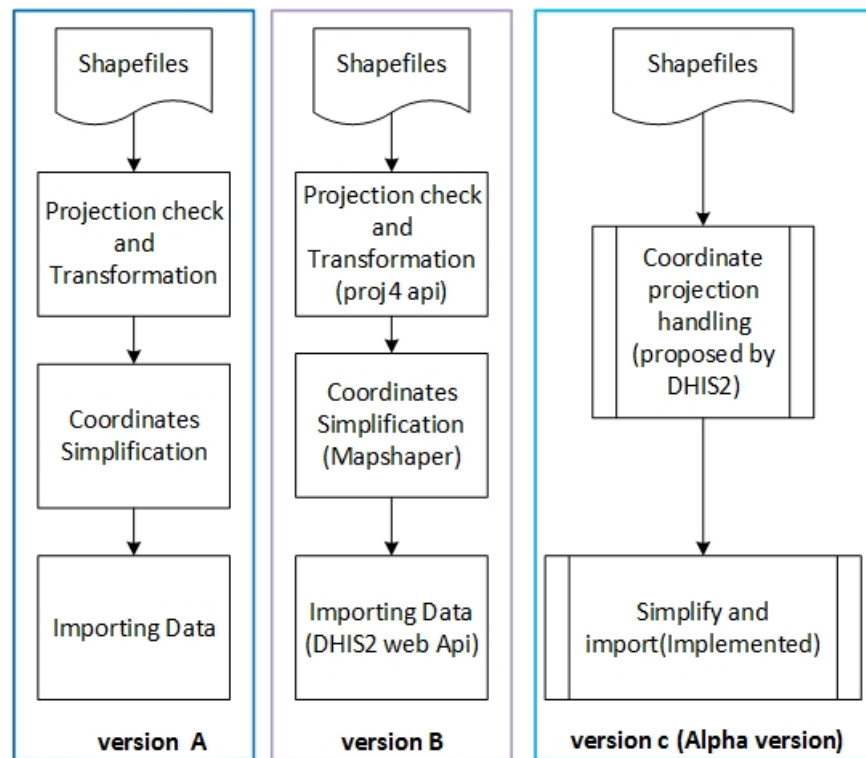 Shapefiles
Projection check
and
Transformation
Coordinates
Simplification
Importing Data
version A
Shapefiles
Projection check
and
Transformation
(proj4 api)
Coordinates
Simplification
(Mapshaper)
Importing Data
(DHIS2 web Api)
version B
Shapefiles
Coordinate
projection
handling
(proposed by
DHIS2)
Simplify and
import(Implemented)
version c (Alpha version)